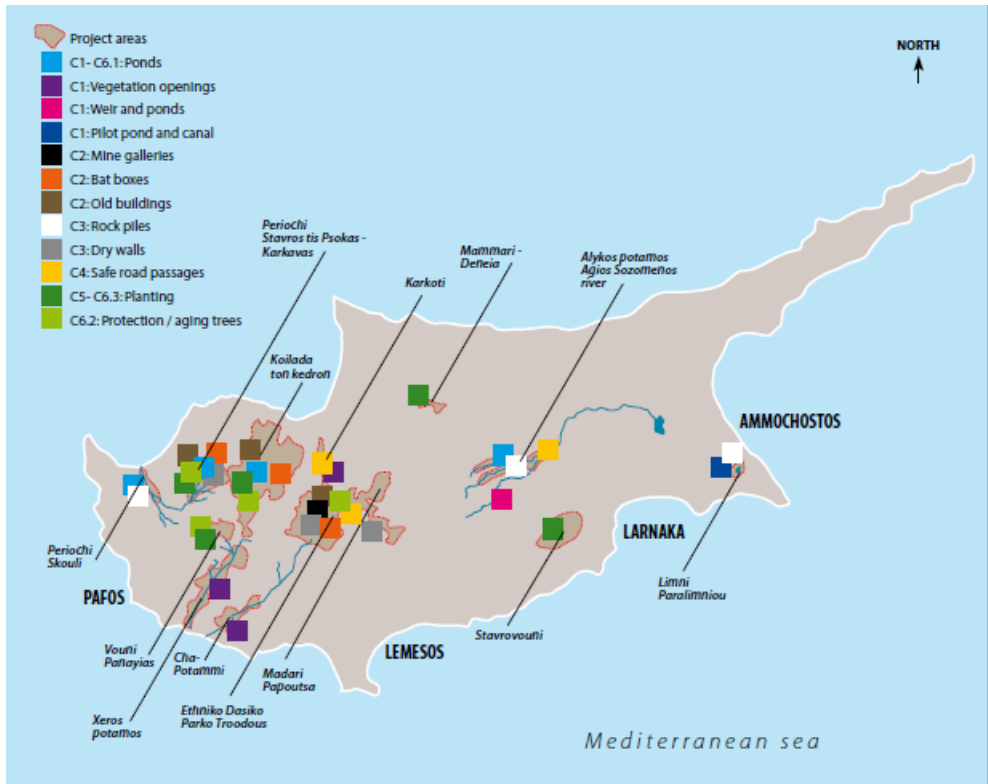 Project areas
C1- C6.1: Ponds
C1: Vegetation openings
C1: Weir and ponds
C1: Pilot pond and canal
C2: Mine galleries
C2: Bat boxes
C2: Old buildings
C3: Rock piles
C3: Dry walls
C4: Safe road passages
C5- C6.3: Planting
C6.2: Protection / aging trees
NORTH
Periochi
Stavros tis Psokas -
Karkavas
Karkoti
Mammari -
Deneia
Alykos potamos
Agios Sozomenos
river
Koilada
ton kedron
AMMOCHOSTOS
LARNAKA
Periochi
Skouli
PAFOS
Limni
Paralimniou
Stavrovouni
LEMESOS
Vouni
Panayias
Cha-
Potammi
Madari
Papoutsa
Xeros
potamos
Ethniko Dasiko
Parko Troodous
Mediterranean sea